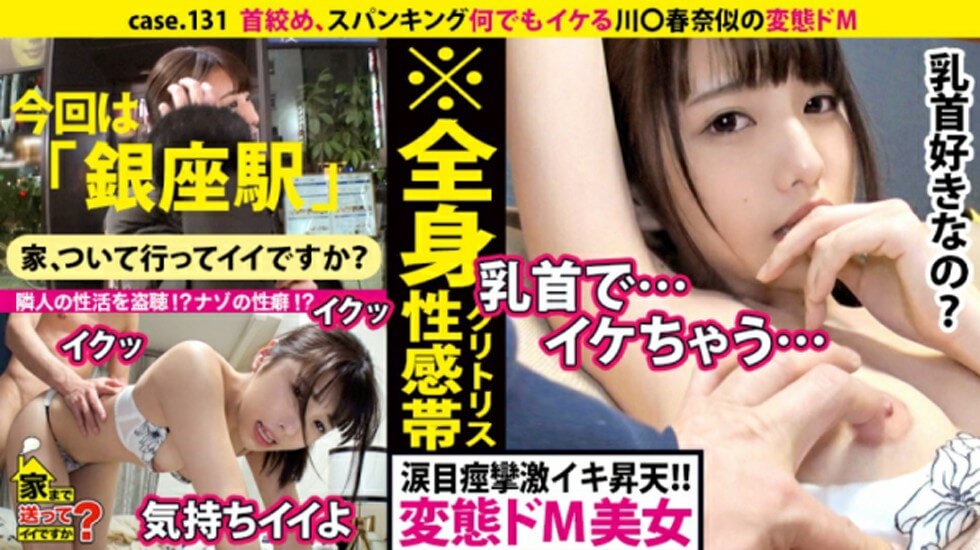 case.131 首絞め、スパンキング何でもイケる川〇春奈似の変態ドM
今回は
「銀座駅」
家、ついて行ってイイですか?
隣人の性活を盗聴!?ナゾの性癖!?
イクッ
イクッ
気持ちイイよ
家まで
送って
イイですか
?
※全身性感帯
クリトリス
乳首好きなの?
乳首で…
イケちゃう…
涙目痙攣激イキ昇天!!
変態ドM美女